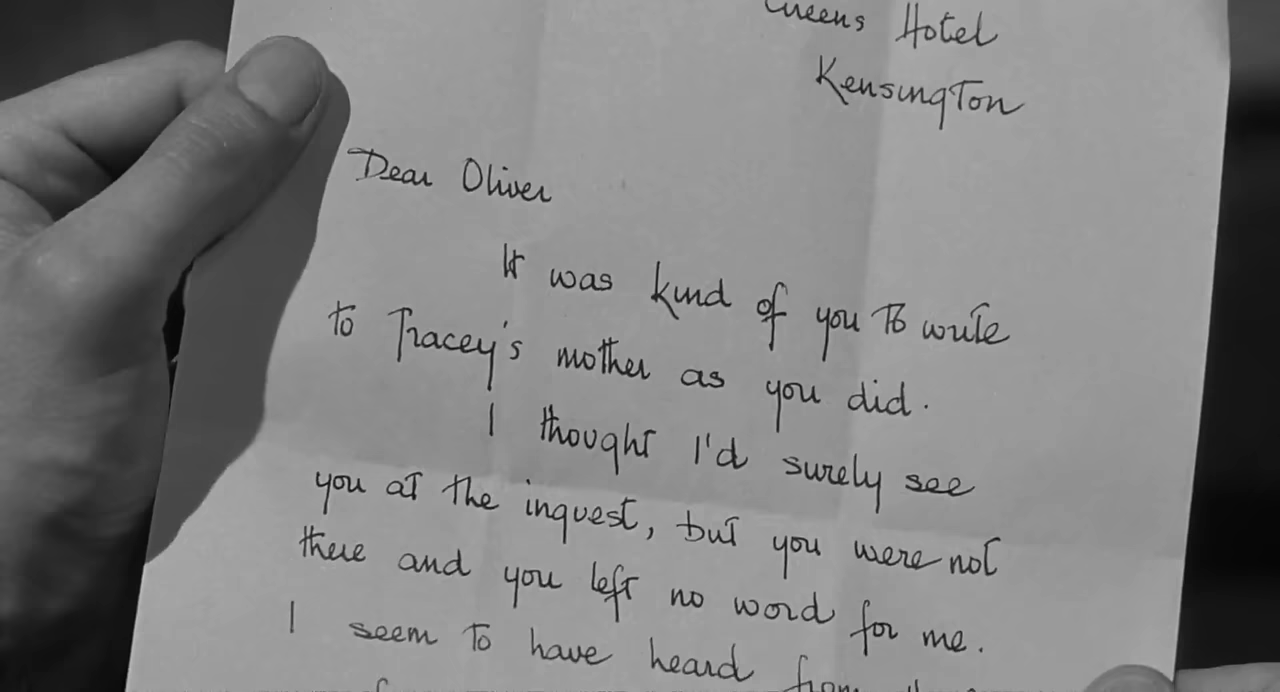 Queens Hotel
Kensington
Dear Oliver
It was kind of you to write
to Tracey's mother as you did.
I thought I'd surely see
you at the inquest, but you were not
there and you left no word for me.
I seem to have heard from